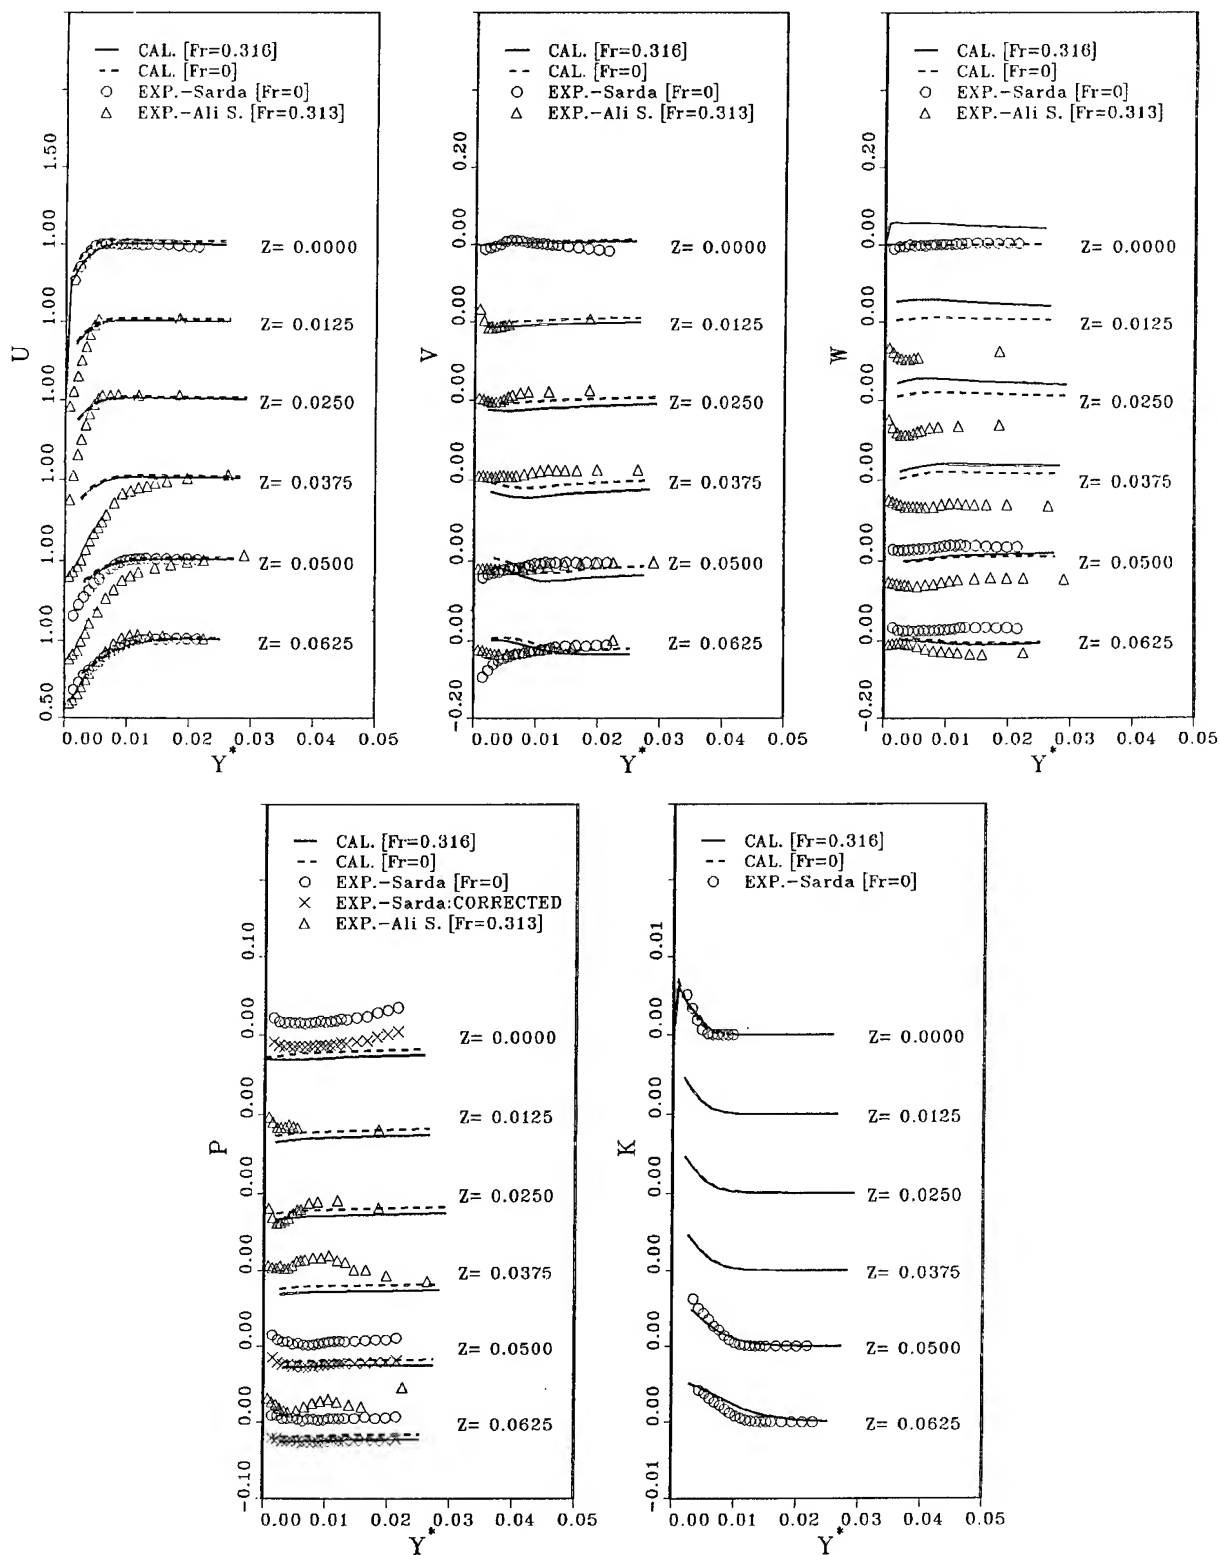 CAL. [Fr=0.316]
CAL. [Fr=0]
EXP.-Sarda [Fr=0]
EXP.-Ali S. [Fr=0.313]
1.50
1.00
1.00
1.00
1.00
1.00
1.00
0.50
U
Z= 0.0000
Z= 0.0125
Z= 0.0250
Z= 0.0375
Z= 0.0500
Z= 0.0625
0.00 0.01 0.02 0.03 0.04 0.05
Y*
CAL. [Fr=0.316]
CAL. [Fr=0]
EXP.-Sarda [Fr=0]
EXP.-Ali S. [Fr=0.313]
0.20
0.00
0.00
0.00
0.00
0.00
0.00
-0.20
V
Z= 0.0000
Z= 0.0125
Z= 0.0250
Z= 0.0375
Z= 0.0500
Z= 0.0625
0.00 0.01 0.02 0.03 0.04 0.05
Y*
CAL. [Fr=0.316]
CAL. [Fr=0]
EXP.-Sarda [Fr=0]
EXP.-Ali S. [Fr=0.313]
0.20
0.00
0.00
0.00
0.00
0.00
0.00
-0.20
W
Z= 0.0000
Z= 0.0125
Z= 0.0250
Z= 0.0375
Z= 0.0500
Z= 0.0625
0.00 0.01 0.02 0.03 0.04 0.05
Y*
CAL. [Fr=0.316]
CAL. [Fr=0]
EXP.-Sarda [Fr=0]
EXP.-Sarda:CORRECTED
EXP.-Ali S. [Fr=0.313]
0.10
0.00
0.00
0.00
0.00
0.00
0.00
-0.10
P
Z= 0.0000
Z= 0.0125
Z= 0.0250
Z= 0.0375
Z= 0.0500
Z= 0.0625
0.00 0.01 0.02 0.03 0.04 0.05
Y*
CAL. [Fr=0.316]
CAL. [Fr=0]
EXP.-Sarda [Fr=0]
0.01
0.00
0.00
0.00
0.00
0.00
0.00
-0.01
K
Z= 0.0000
Z= 0.0125
Z= 0.0250
Z= 0.0375
Z= 0.0500
Z= 0.0625
0.00 0.01 0.02 0.03 0.04 0.05
Y*